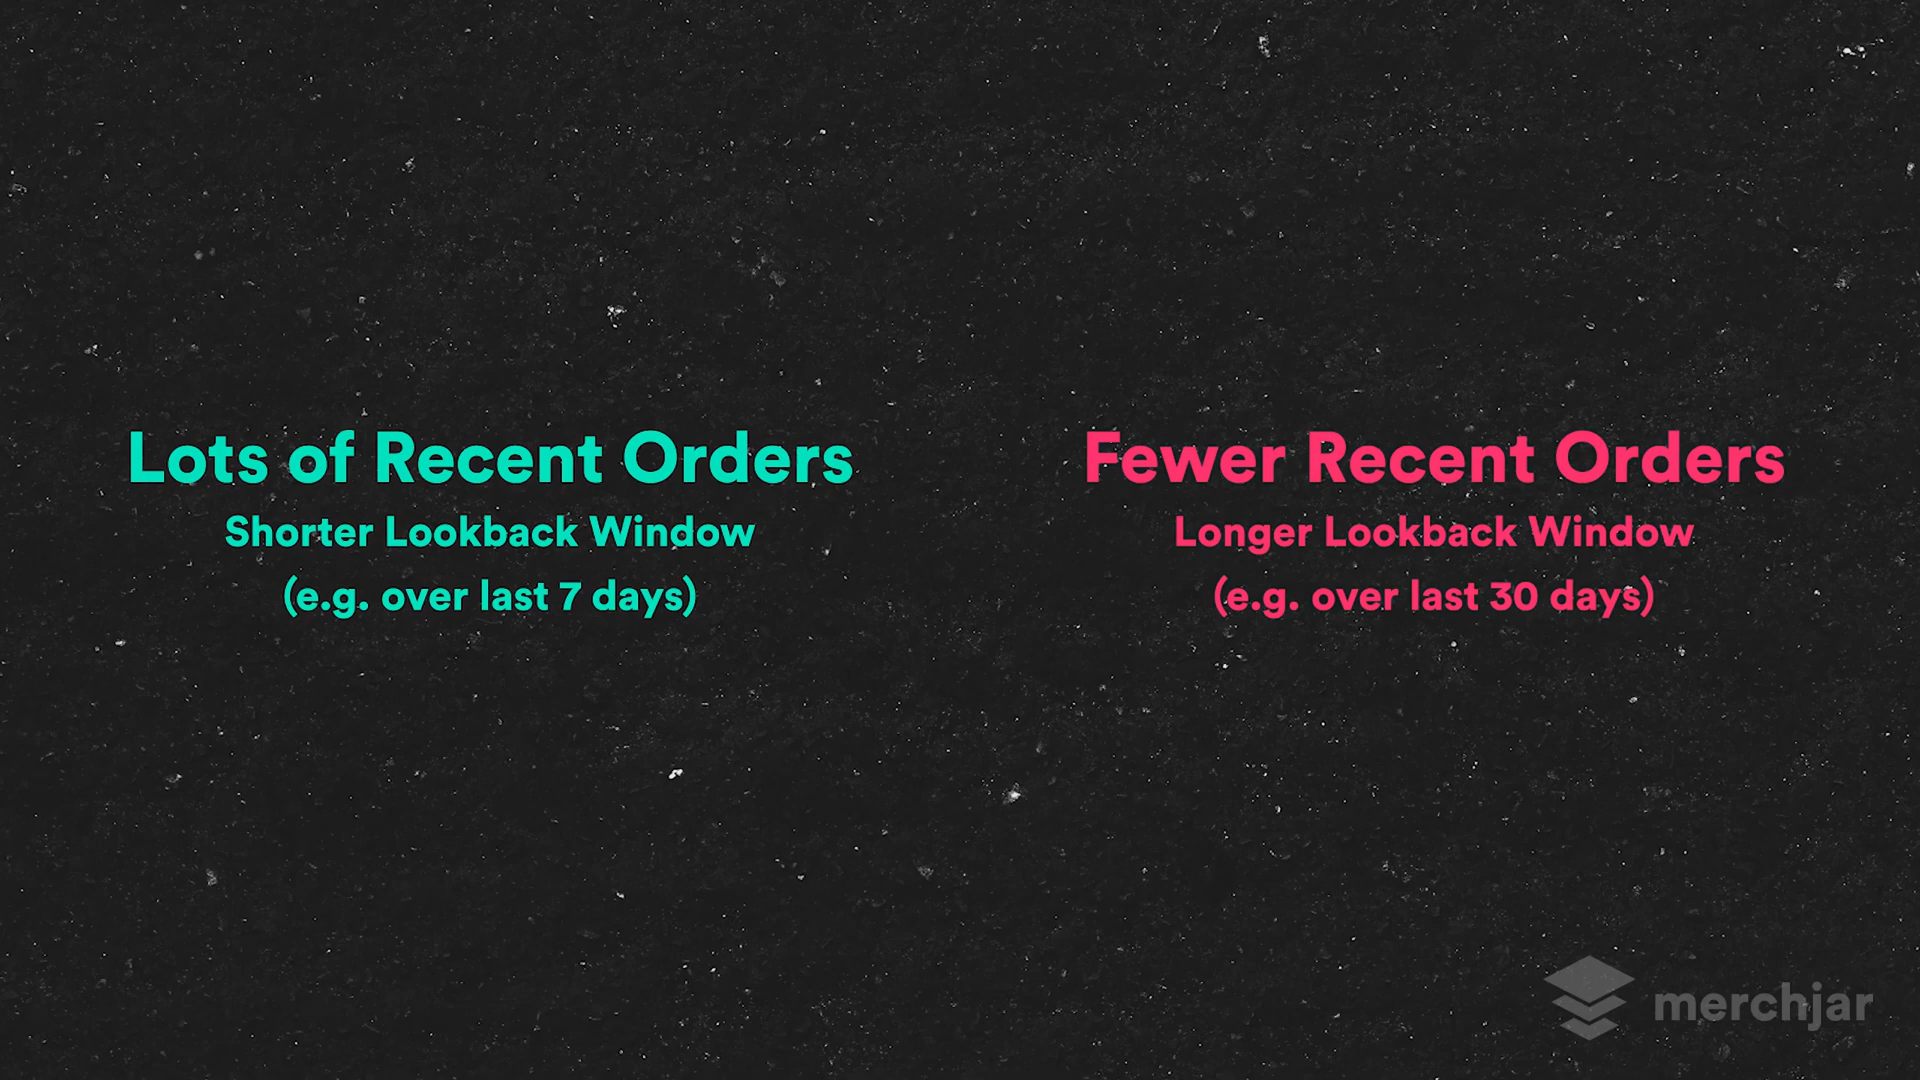 Lots of Recent Orders
Shorter Lookback Window
(e.g. over last 7 days)
Fewer Recent Orders
Longer Lookback Window
(e.g. over last 30 days)
merchjar